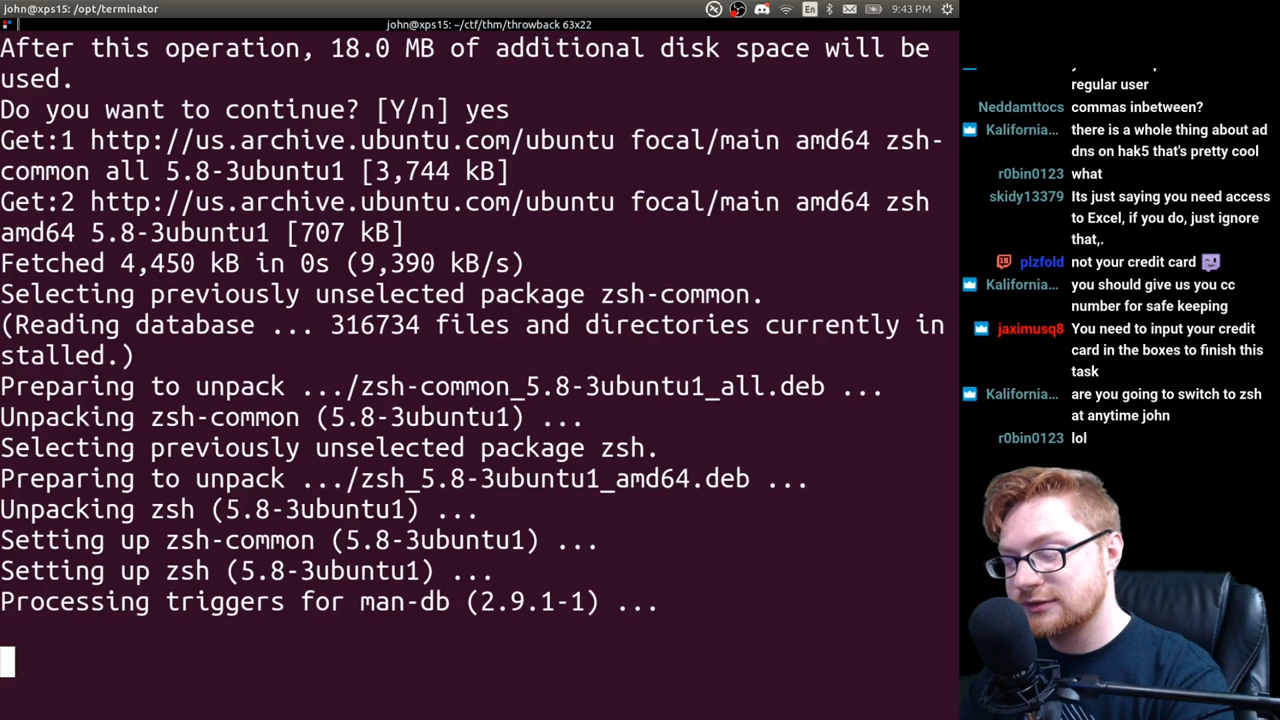 john@xps15: /opt/terminator
En
9:43 PM
john@xps15: ~/ctf/thm/throwback 63x22
After this operation, 18.0 MB of additional disk space will be
used.
Do you want to continue? [Y/n] yes
Get:1 http://us.archive.ubuntu.com/ubuntu focal/main amd64 zsh-
common all 5.8-3ubuntu1 [3,744 kB]
Get:2 http://us.archive.ubuntu.com/ubuntu focal/main amd64 zsh
amd64 5.8-3ubuntu1 [707 kB]
Fetched 4,450 kB in 0s (9,390 kB/s)
Selecting previously unselected package zsh-common.
(Reading database ... 316734 files and directories currently in
stalled.)
Preparing to unpack .../zsh-common_5.8-3ubuntu1_all.deb ...
Unpacking zsh-common (5.8-3ubuntu1) ...
Selecting previously unselected package zsh.
Preparing to unpack .../zsh_5.8-3ubuntu1_amd64.deb ...
Unpacking zsh (5.8-3ubuntu1) ...
Setting up zsh-common (5.8-3ubuntu1) ...
Setting up zsh (5.8-3ubuntu1) ...
Processing triggers for man-db (2.9.1-1) ...
regular user
Neddamttocs commas inbetween?
Kalifornia... there is a whole thing about ad
dns on hak5 that's pretty cool
r0bin0123 what
skidy13379 Its just saying you need access
to Excel, if you do, just ignore
that,.
plzfold not your credit card
Kalifornia... you should give us you cc
number for safe keeping
jaximusq8 You need to input your credit
card in the boxes to finish this
task
Kalifornia... are you going to switch to zsh
at anytime john
r0bin0123 lol